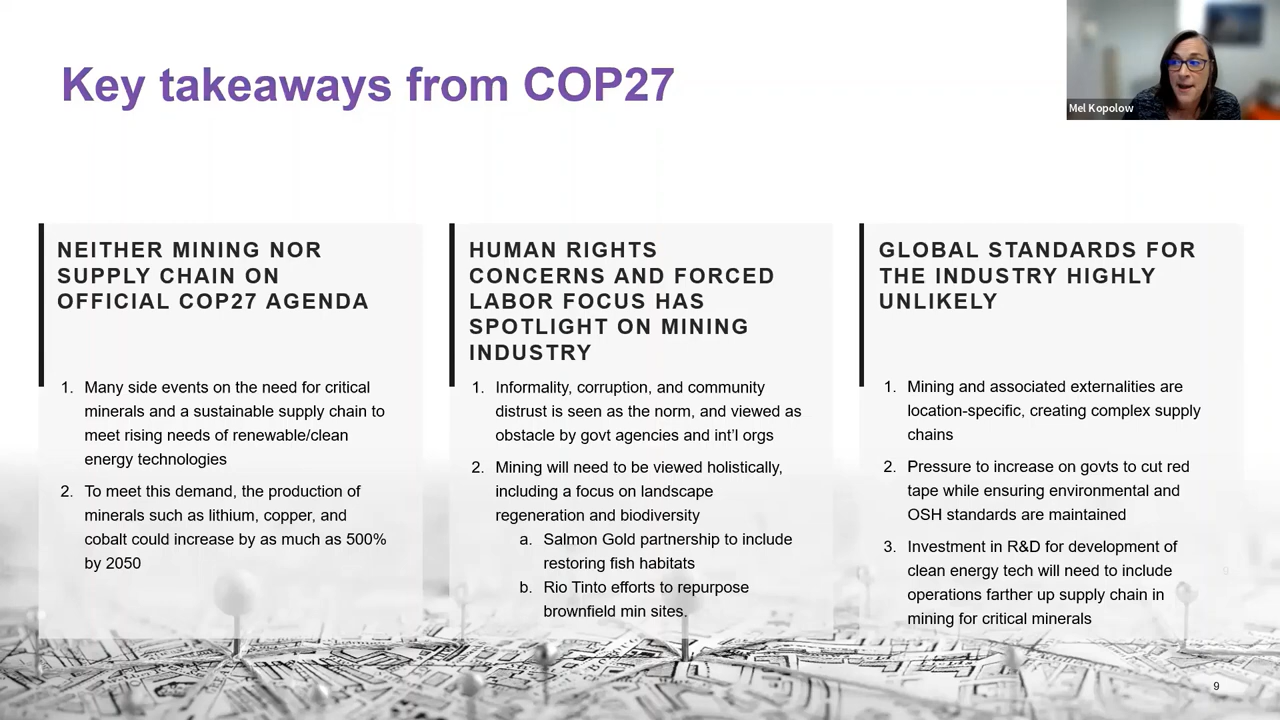 Key takeaways from COP27
Mel Kopolow
NEITHER MINING NOR
SUPPLY CHAIN ON
OFFICIAL COP27 AGENDA
1. Many side events on the need for critical
minerals and a sustainable supply chain to
meet rising needs of renewable/clean
energy technologies
2. To meet this demand, the production of
minerals such as lithium, copper, and
cobalt could increase by as much as 500%
by 2050
HUMAN RIGHTS
CONCERNS AND FORCED
LABOR FOCUS HAS
SPOTLIGHT ON MINING
INDUSTRY
1. Informality, corruption, and community
distrust is seen as the norm, and viewed as
obstacle by govt agencies and int'l orgs
2. Mining will need to be viewed holistically,
including a focus on landscape
regeneration and biodiversity
a. Salmon Gold partnership to include
restoring fish habitats
b. Rio Tinto efforts to repurpose
brownfield min sites.
GLOBAL STANDARDS FOR
THE INDUSTRY HIGHLY
UNLIKELY
1. Mining and associated externalities are
location-specific, creating complex supply
chains
2. Pressure to increase on govts to cut red
tape while ensuring environmental and
OSH standards are maintained
3. Investment in R&D for development of
clean energy tech will need to include
operations farther up supply chain in
mining for critical minerals
9
9